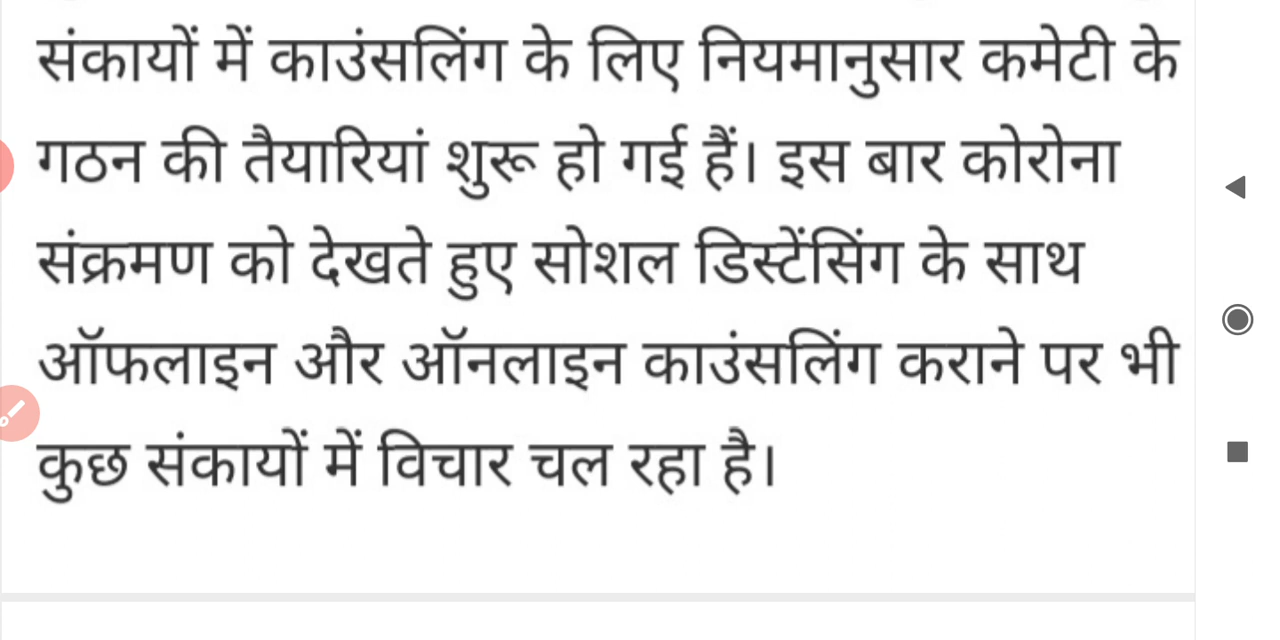 संकायों में काउंसलिंग के लिए नियमानुसार कमेटी के
गठन की तैयारियां शुरू हो गई हैं। इस बार कोरोना
संक्रमण को देखते हुए सोशल डिस्टेंसिंग के साथ
ऑफलाइन और ऑनलाइन काउंसलिंग कराने पर भी
कुछ संकायों में विचार चल रहा है।